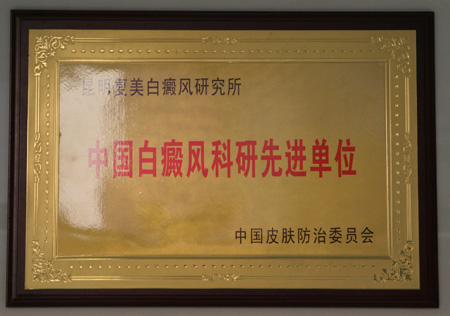 昆明夏美白癜风研究所
中国白癜风科研先进单位
中国皮肤防治委员会